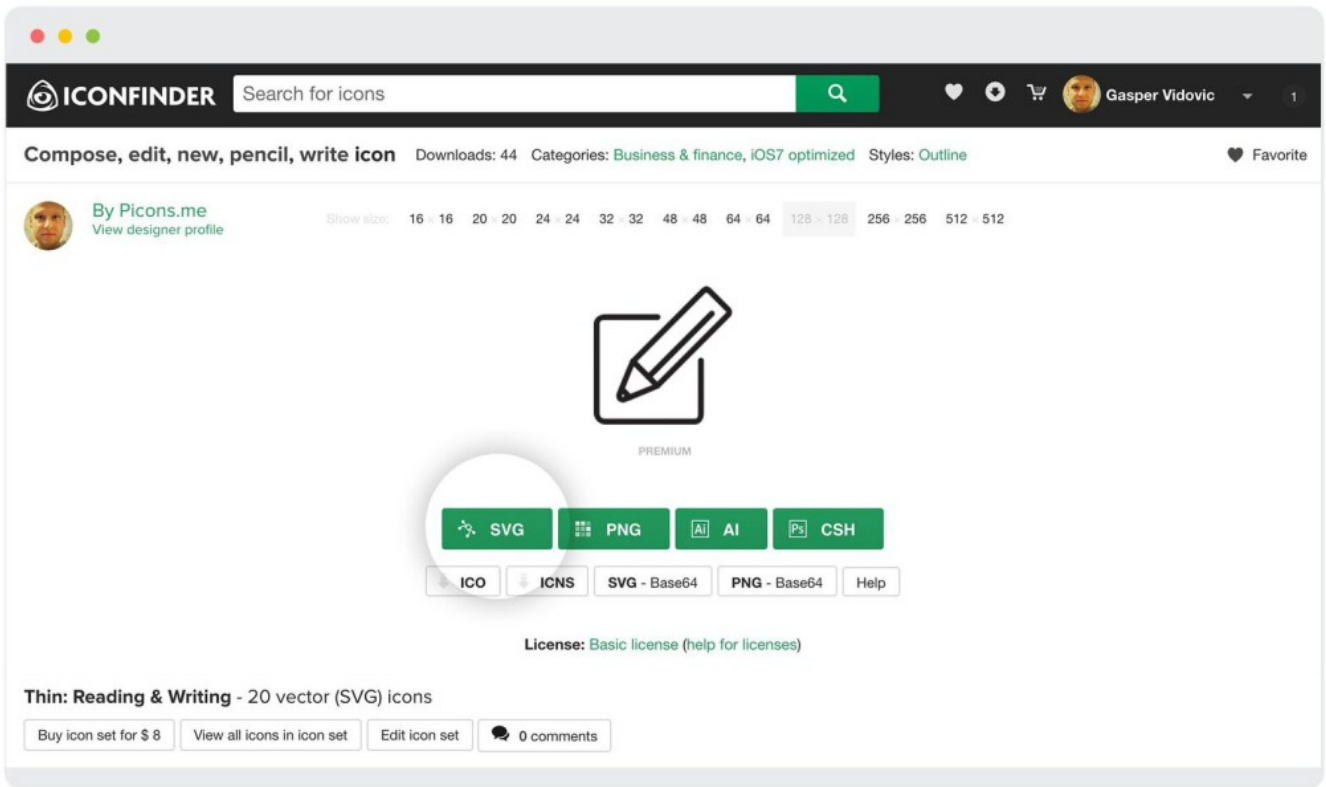 ICONFINDER Search for icons Gasper Vidovic 1
Compose, edit, new, pencil, write icon Downloads: 44 Categories: Business & finance, iOS7 optimized Styles: Outline Favorite
By Picons.me
View designer profile
Show size: 16 × 16 20 × 20 24 × 24 32 × 32 48 × 48 64 × 64 128 × 128 256 × 256 512 × 512
PREMIUM
SVG PNG Ai AI Ps CSH
ICO ICNS SVG - Base64 PNG - Base64 Help
License: Basic license (help for licenses)
Thin: Reading & Writing - 20 vector (SVG) icons
Buy icon set for $ 8 View all icons in icon set Edit icon set 0 comments